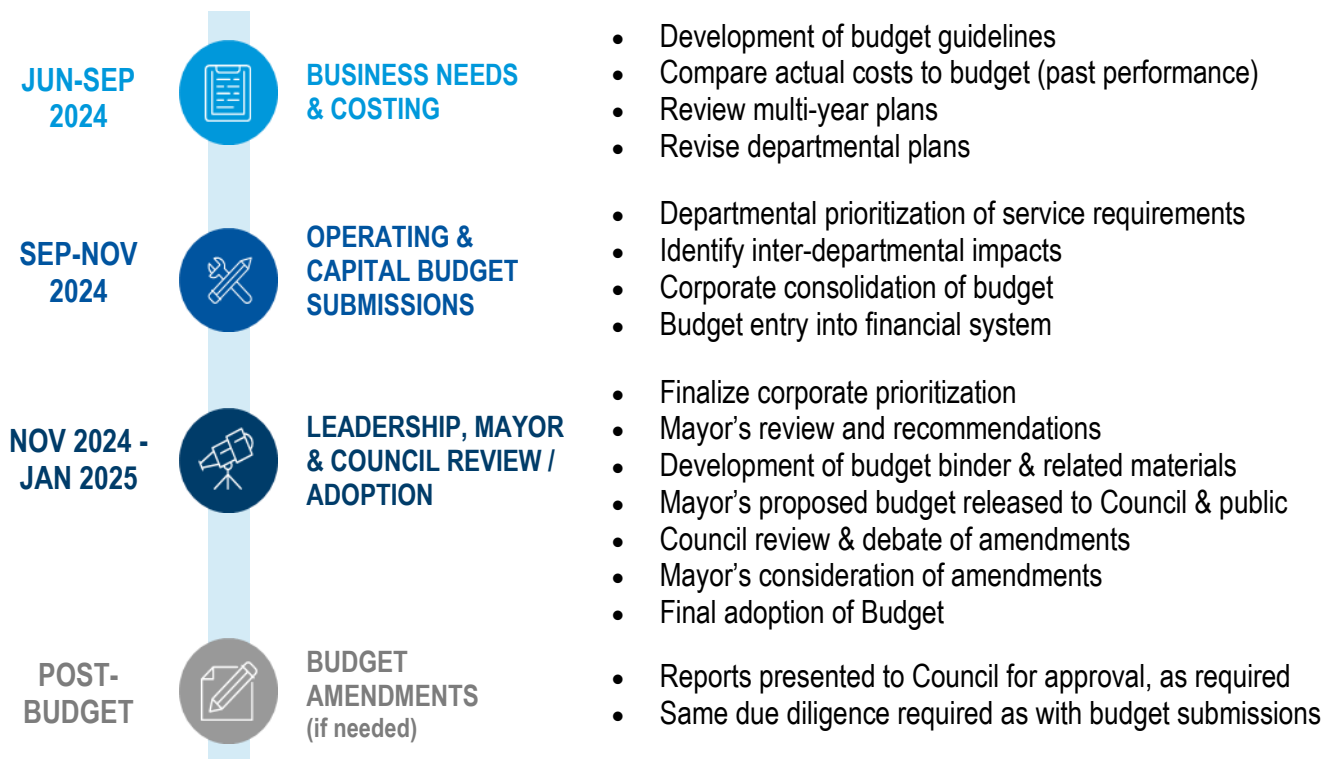 JUN-SEP
2024
BUSINESS NEEDS
& COSTING
• Development of budget guidelines
• Compare actual costs to budget (past performance)
• Review multi-year plans
• Revise departmental plans
SEP-NOV
2024
OPERATING &
CAPITAL BUDGET
SUBMISSIONS
• Departmental prioritization of service requirements
• Identify inter-departmental impacts
• Corporate consolidation of budget
• Budget entry into financial system
NOV 2024 -
JAN 2025
LEADERSHIP, MAYOR
& COUNCIL REVIEW /
ADOPTION
• Finalize corporate prioritization
• Mayor’s review and recommendations
• Development of budget binder & related materials
• Mayor’s proposed budget released to Council & public
• Council review & debate of amendments
• Mayor’s consideration of amendments
• Final adoption of Budget
POST-
BUDGET
BUDGET
AMENDMENTS
(if needed)
• Reports presented to Council for approval, as required
• Same due diligence required as with budget submissions